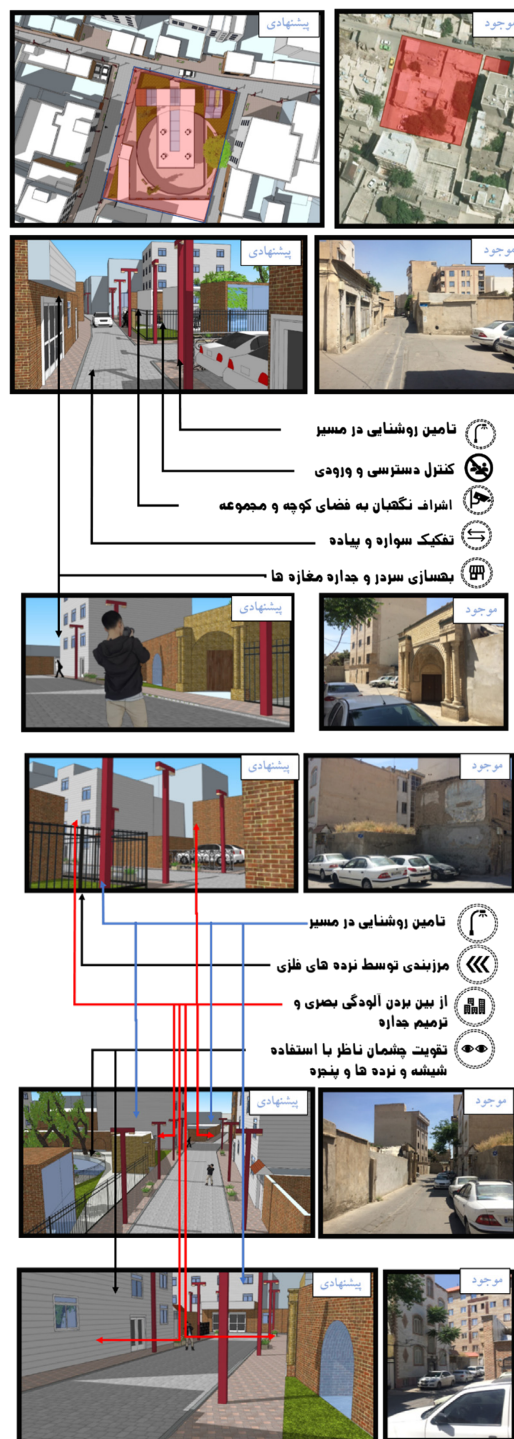 پیشنهادی
موجود
پیشنهادی
موجود
تامین روشنایی در مسیر
کنترل دسترسی و ورودی
اشراف نگهبان به فضای کوچه و مجموعه
تفکیک سواره و پیاده
بهسازی سردر و جداره مغازه ها
پیشنهادی
موجود
پیشنهادی
موجود
تامین روشنایی در مسیر
مرزبندی توسط نرده های فلزی
از بین بردن آلودگی بصری و
ترمیم جداره
تقویت چشمان ناظر با استفاده
شیشه و نرده ها و پنجره
پیشنهادی
موجود
پیشنهادی
موجود